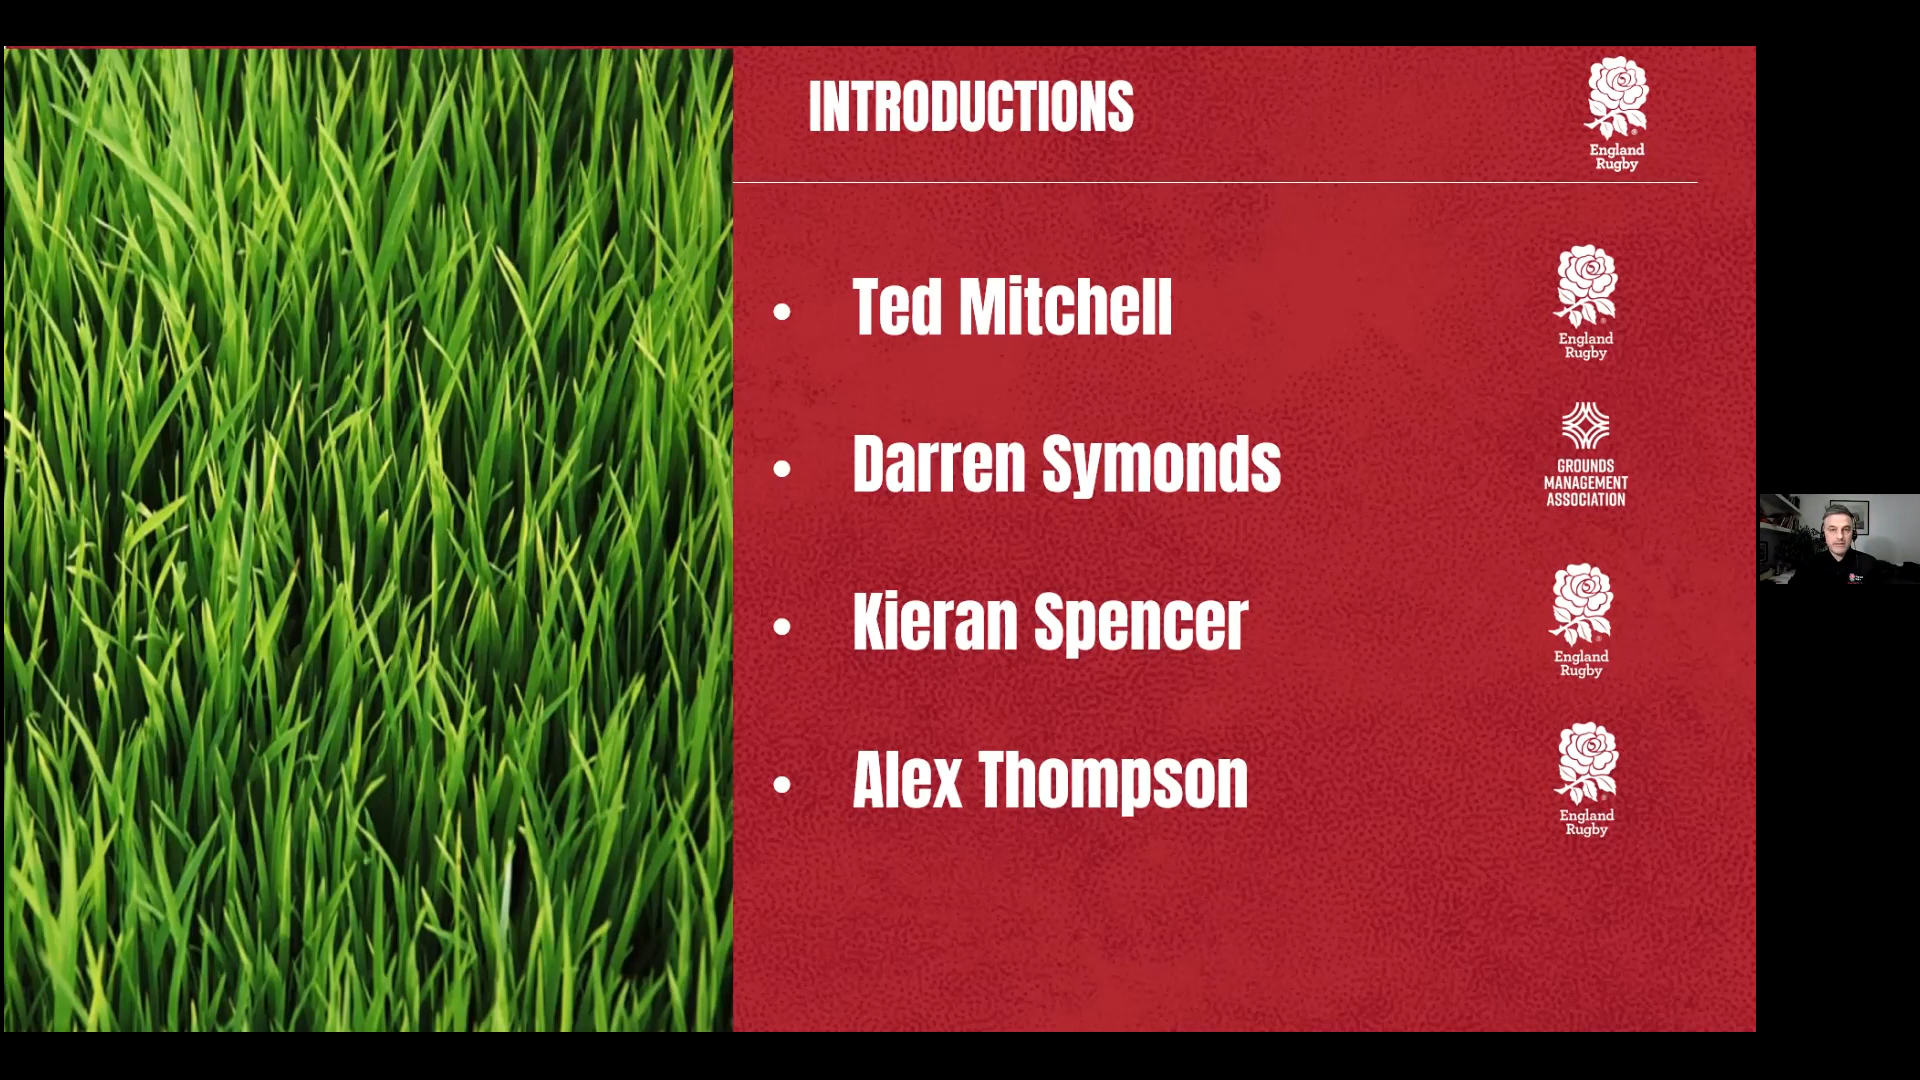 INTRODUCTIONS
England
Rugby
Ted Mitchell
England
Rugby
Darren Symonds
GROUNDS
MANAGEMENT
ASSOCIATION
Kieran Spencer
England
Rugby
Alex Thompson
England
Rugby